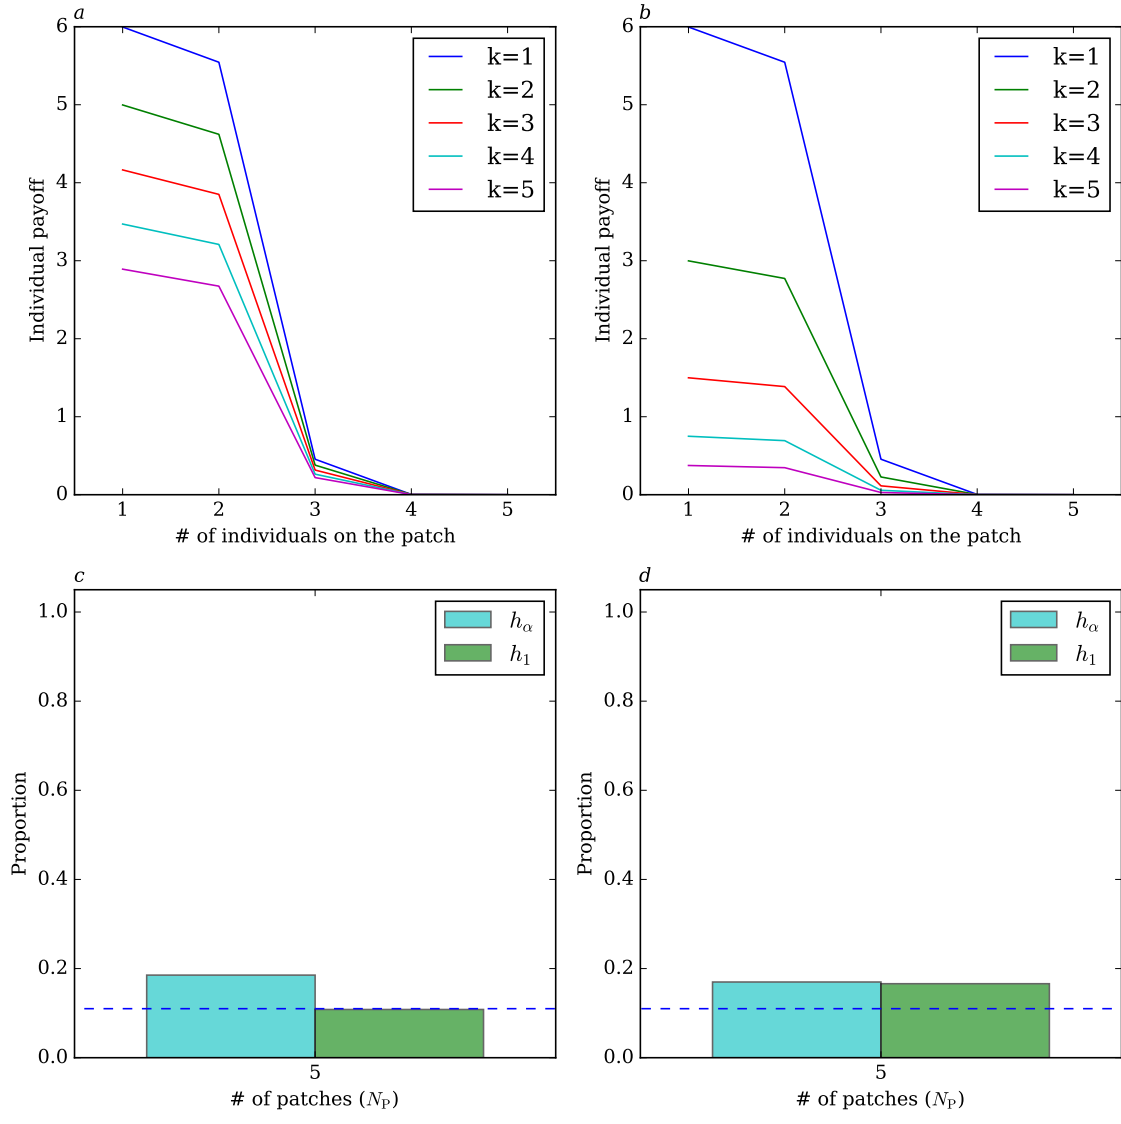 a
6
5
4
3
2
1
0
Individual payoff
k=1
k=2
k=3
k=4
k=5
1 2 3 4 5
# of individuals on the patch
b
6
5
4
3
2
1
0
Individual payoff
k=1
k=2
k=3
k=4
k=5
1 2 3 4 5
# of individuals on the patch
c
1.0
0.8
0.6
0.4
0.2
0.0
Proportion
hα
h1
5
# of patches (NP)
d
1.0
0.8
0.6
0.4
0.2
0.0
Proportion
hα
h1
5
# of patches (NP)